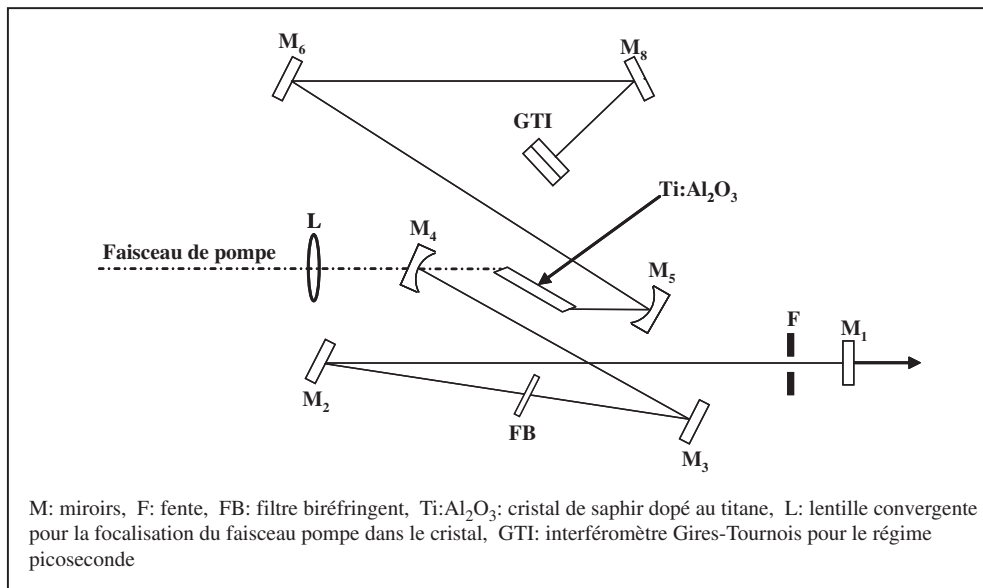 M₆
M₈
GTI
Ti:Al₂O₃
L
M₄
Faisceau de pompe
M₅
F
M₁
M₂
FB
M₃
M: miroirs, F: fente, FB: filtre biréfringent, Ti:Al₂O₃: cristal de saphir dopé au titane, L: lentille convergente
pour la focalisation du faisceau pompe dans le cristal, GTI: interféromètre Gires-Tournois pour le régime
picoseconde